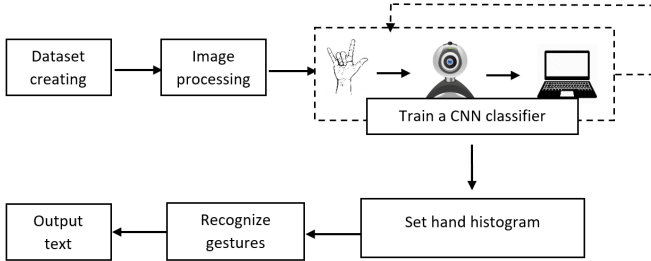 Dataset
creating
Image
processing
Train a CNN classifier
Set hand histogram
Recognize
gestures
Output
text